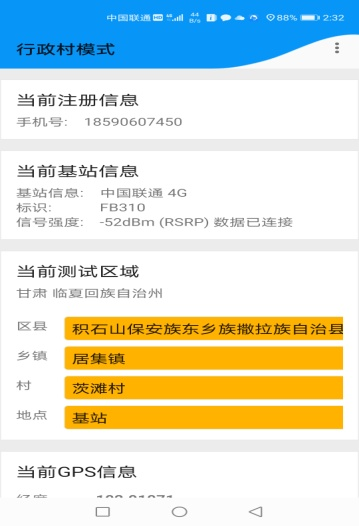 中国联通 HD 4G 44 B/s 88% 2:32
行政村模式
当前注册信息
手机号: 18590607450
当前基站信息
基站信息: 中国联通 4G
标识: FB310
信号强度: -52dBm (RSRP) 数据已连接
当前测试区域
甘肃 临夏回族自治州
区县 积石山保安族东乡族撒拉族自治县
乡镇 居集镇
村 茨滩村
地点 基站
当前GPS信息